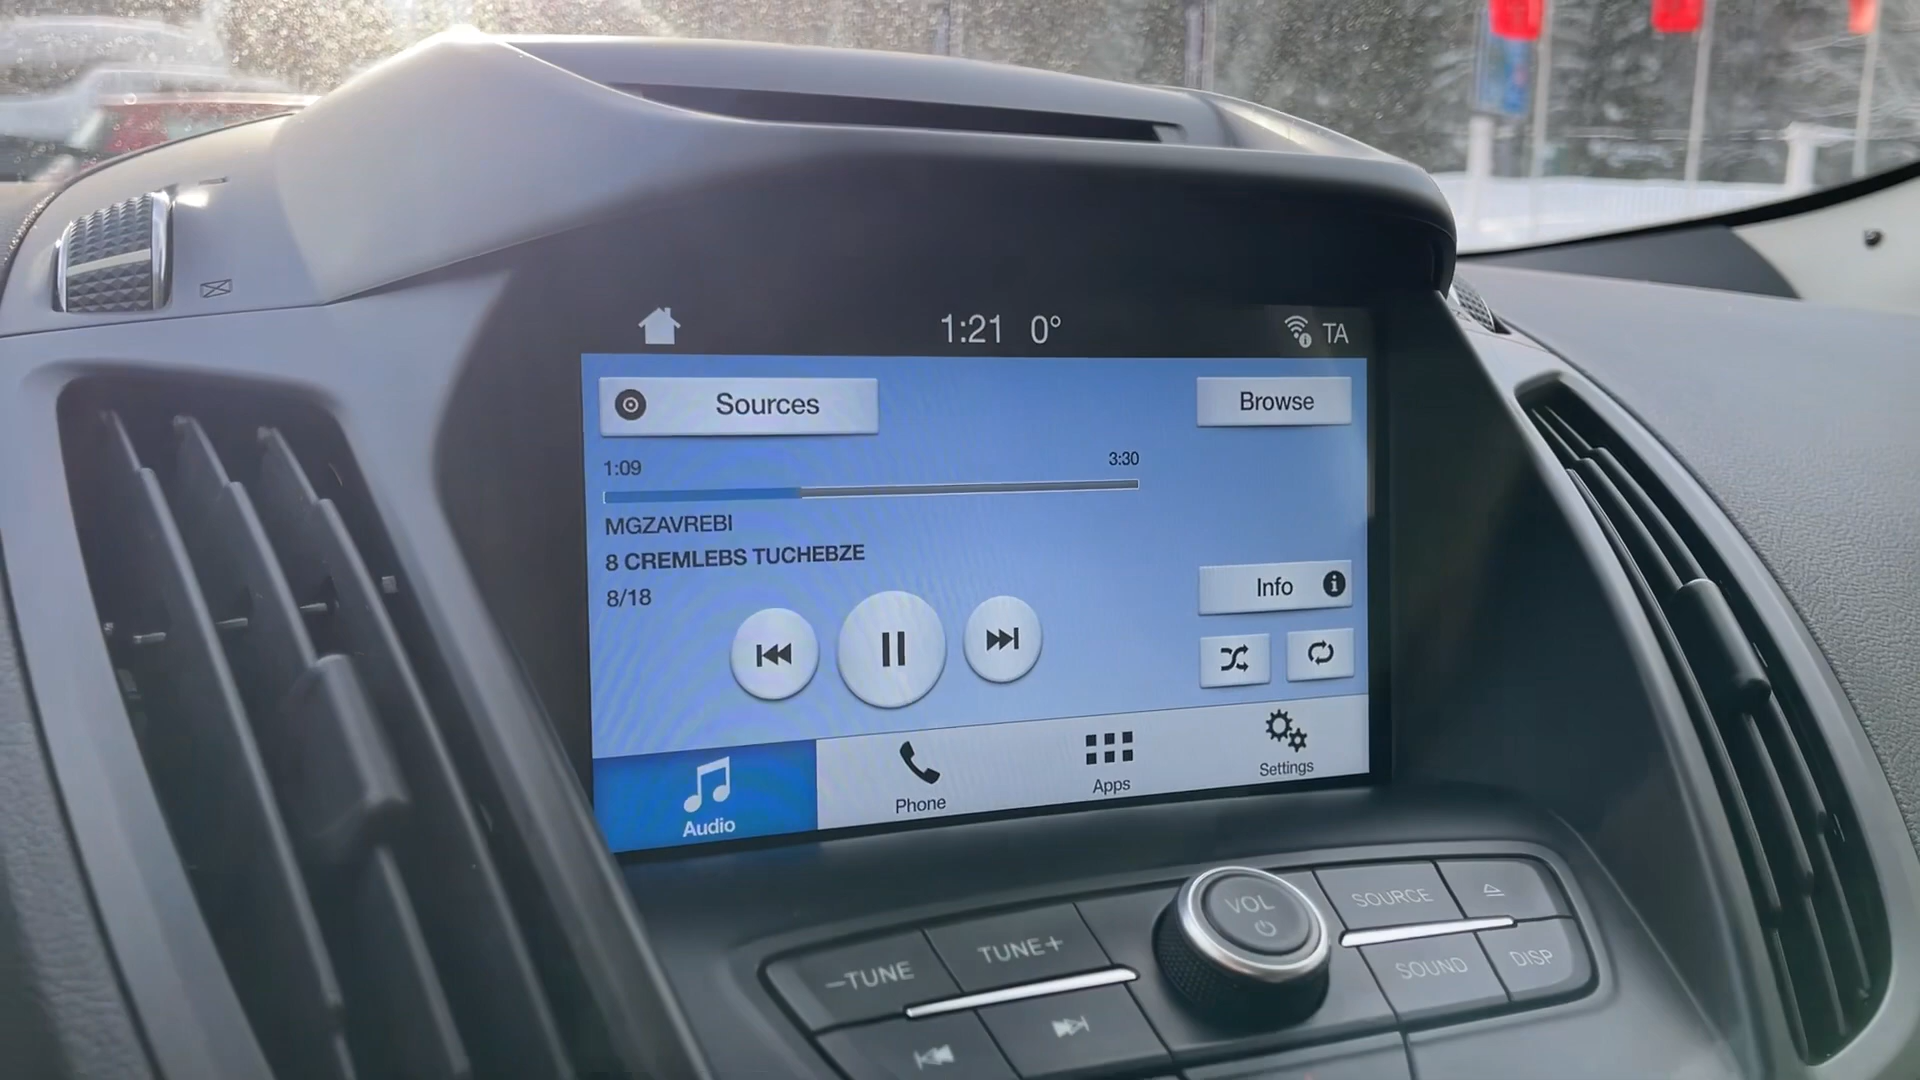 1:21 0° TA
Sources
Browse
1:09
3:30
MGZAVREBI
8 CREMLEBS TUCHEBZE
8/18
Info
Audio
Phone
Apps
Settings
VOL
SOURCE
–TUNE
TUNE+
SOUND
DISP